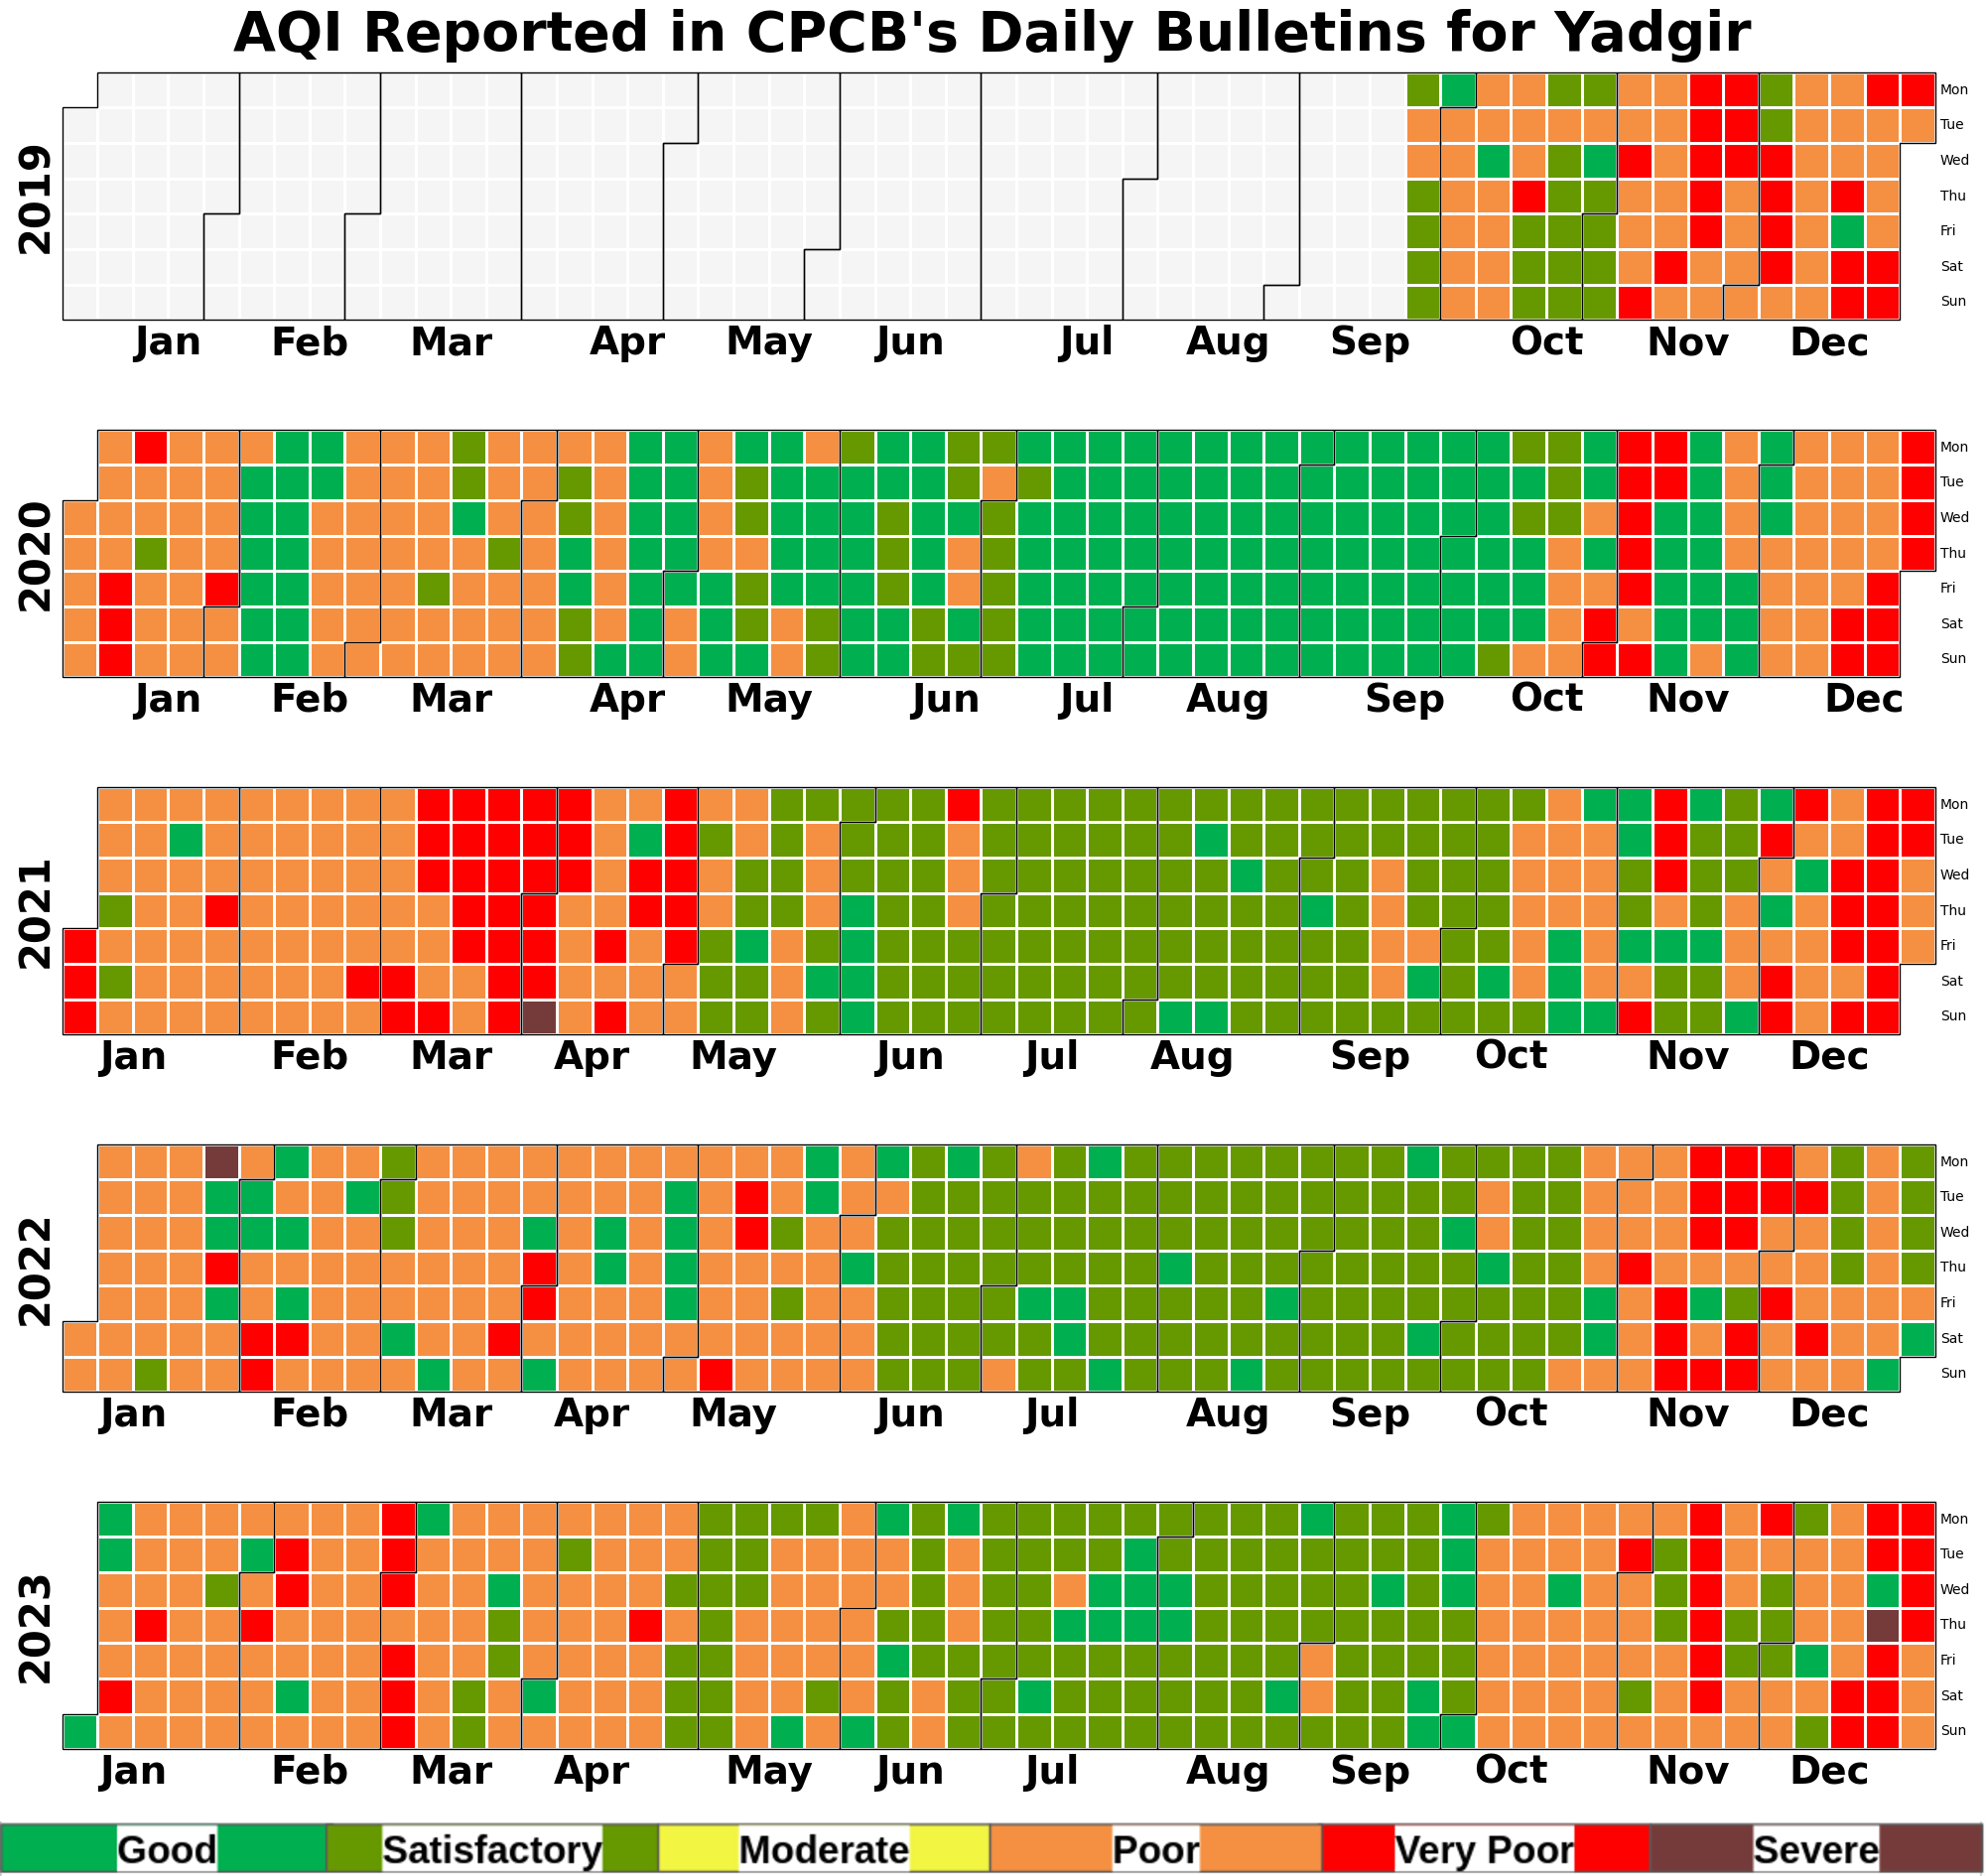 AQI Reported in CPCB's Daily Bulletins for Yadgir
2019
Mon
Tue
Wed
Thu
Fri
Sat
Sun
Jan Feb Mar Apr May Jun Jul Aug Sep Oct Nov Dec
2020
Mon
Tue
Wed
Thu
Fri
Sat
Sun
Jan Feb Mar Apr May Jun Jul Aug Sep Oct Nov Dec
2021
Mon
Tue
Wed
Thu
Fri
Sat
Sun
Jan Feb Mar Apr May Jun Jul Aug Sep Oct Nov Dec
2022
Mon
Tue
Wed
Thu
Fri
Sat
Sun
Jan Feb Mar Apr May Jun Jul Aug Sep Oct Nov Dec
2023
Mon
Tue
Wed
Thu
Fri
Sat
Sun
Jan Feb Mar Apr May Jun Jul Aug Sep Oct Nov Dec
Good Satisfactory Moderate Poor Very Poor Severe